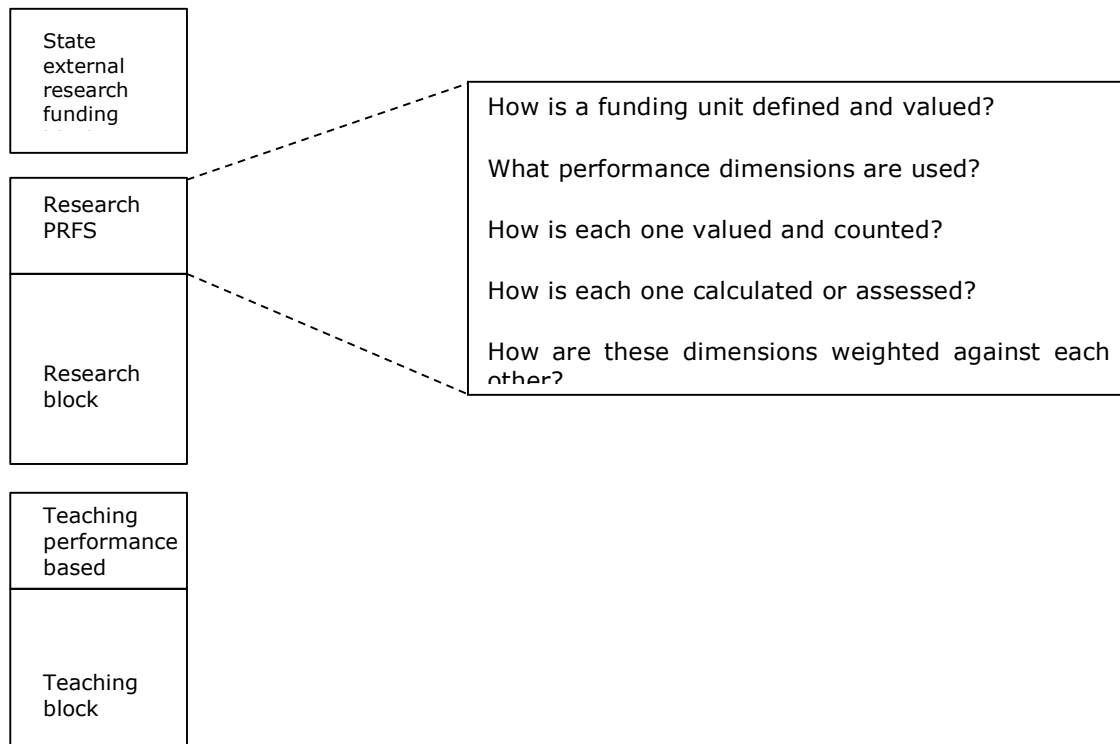 State
external
research
funding
Research
PRFS
Research
block
Teaching
performance
based
Teaching
block
How is a funding unit defined and valued?
What performance dimensions are used?
How is each one valued and counted?
How is each one calculated or assessed?
How are these dimensions weighted against each
other?